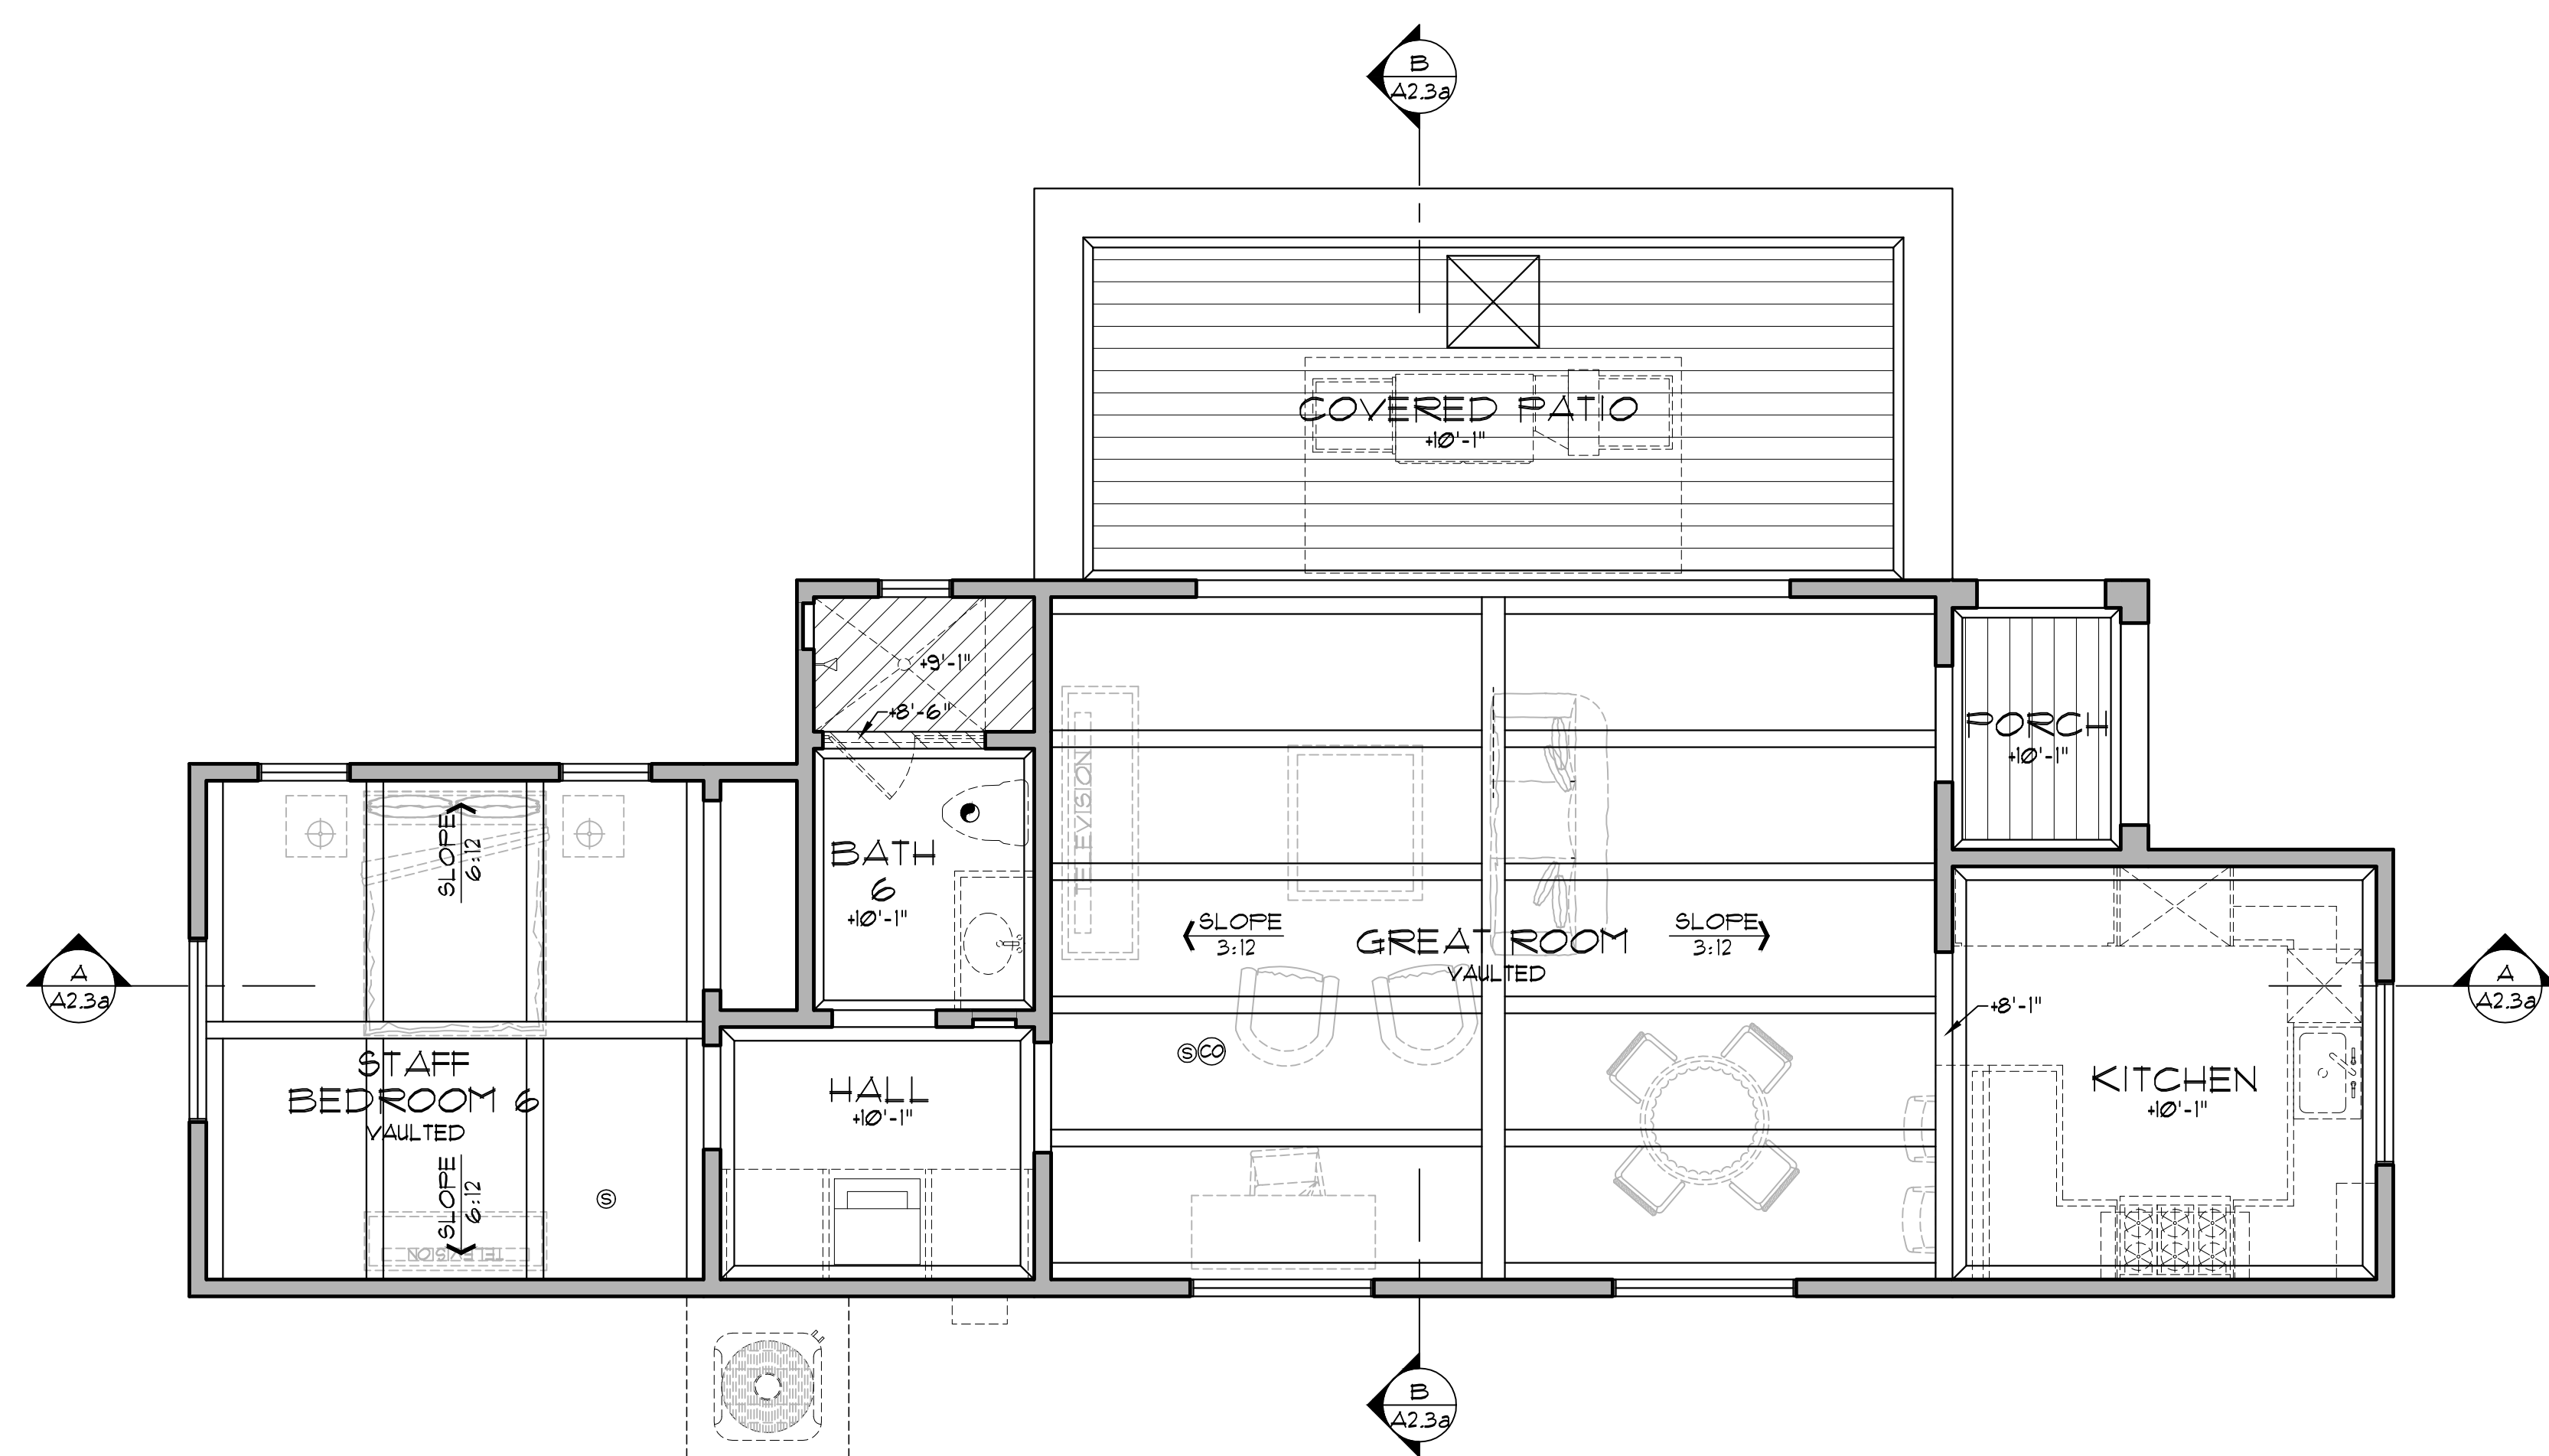 B
A2.3a
COVERED PATIO
+10'-1"
+9'-1"
+8'-6"
PORCH
+10'-1"
TELEVISION
SLOPE
6:12
BATH
6
+10'-1"
SLOPE
3:12
GREAT ROOM
VAULTED
SLOPE
3:12
A
A2.3a
A
A2.3a
+8'-1"
S
CO
STAFF
BEDROOM 6
VAULTED
HALL
+10'-1"
KITCHEN
+10'-1"
SLOPE
6:12
S
TELEVISION
B
A2.3a